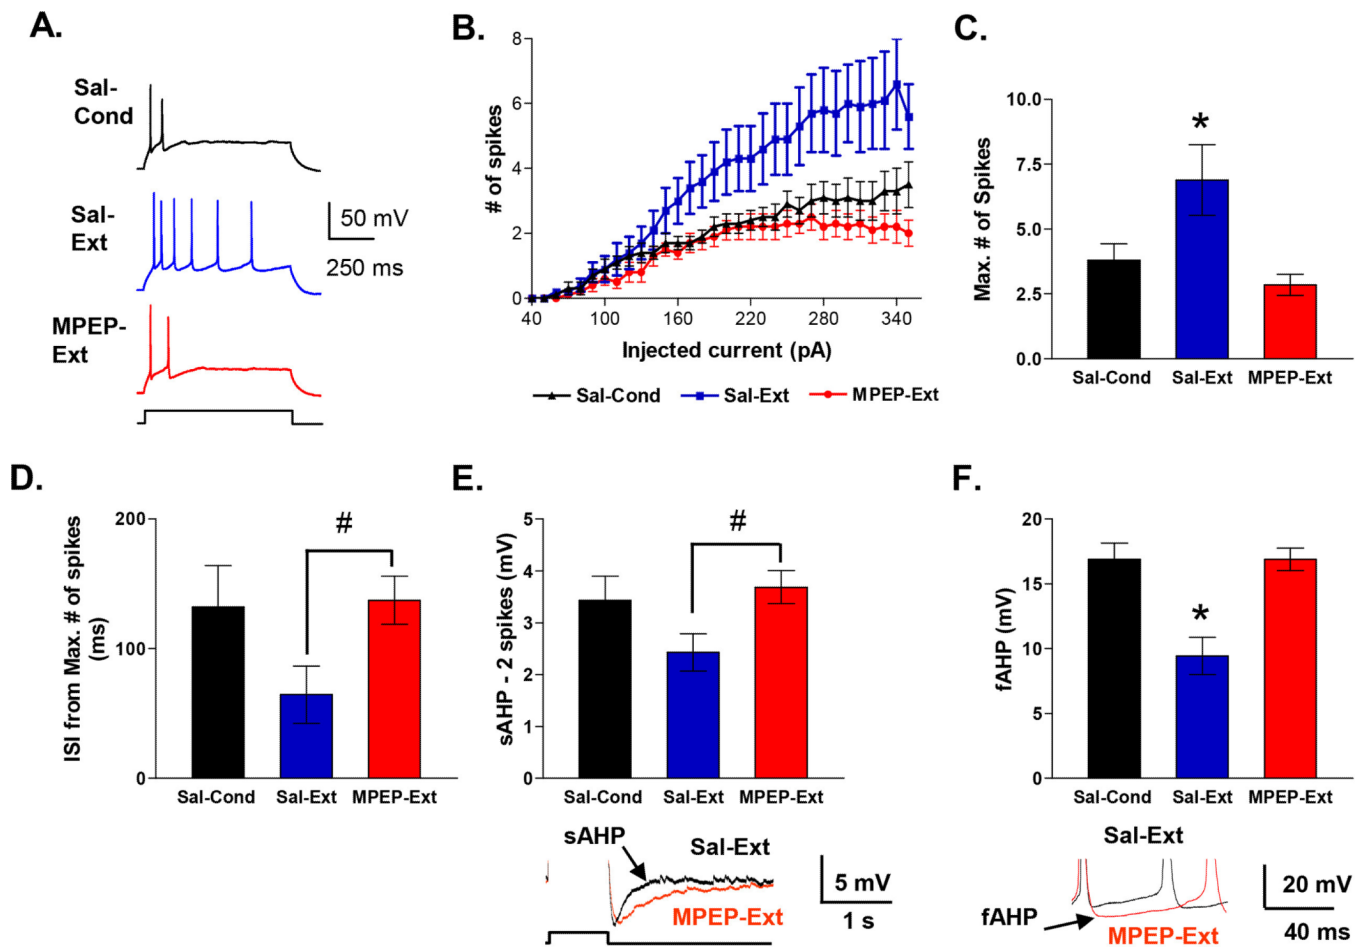 A.
Sal-
Cond
Sal-
Ext
50 mV
250 ms
MPEP-
Ext
B.
# of spikes
8
6
4
2
0
40 100 160 220 280 340
Injected current (pA)
Sal-Cond Sal-Ext MPEP-Ext
C.
Max. # of Spikes
10.0
7.5
5.0
2.5
0.0
*
Sal-Cond Sal-Ext MPEP-Ext
D.
ISI from Max. # of spikes
(ms)
200
100
0
#
Sal-Cond Sal-Ext MPEP-Ext
E.
sAHP - 2 spikes (mV)
5
4
3
2
1
0
#
Sal-Cond Sal-Ext MPEP-Ext
sAHP
Sal-Ext
MPEP-Ext
5 mV
1 s
F.
fAHP (mV)
20
15
10
5
0
*
Sal-Cond Sal-Ext MPEP-Ext
Sal-Ext
fAHP
MPEP-Ext
20 mV
40 ms